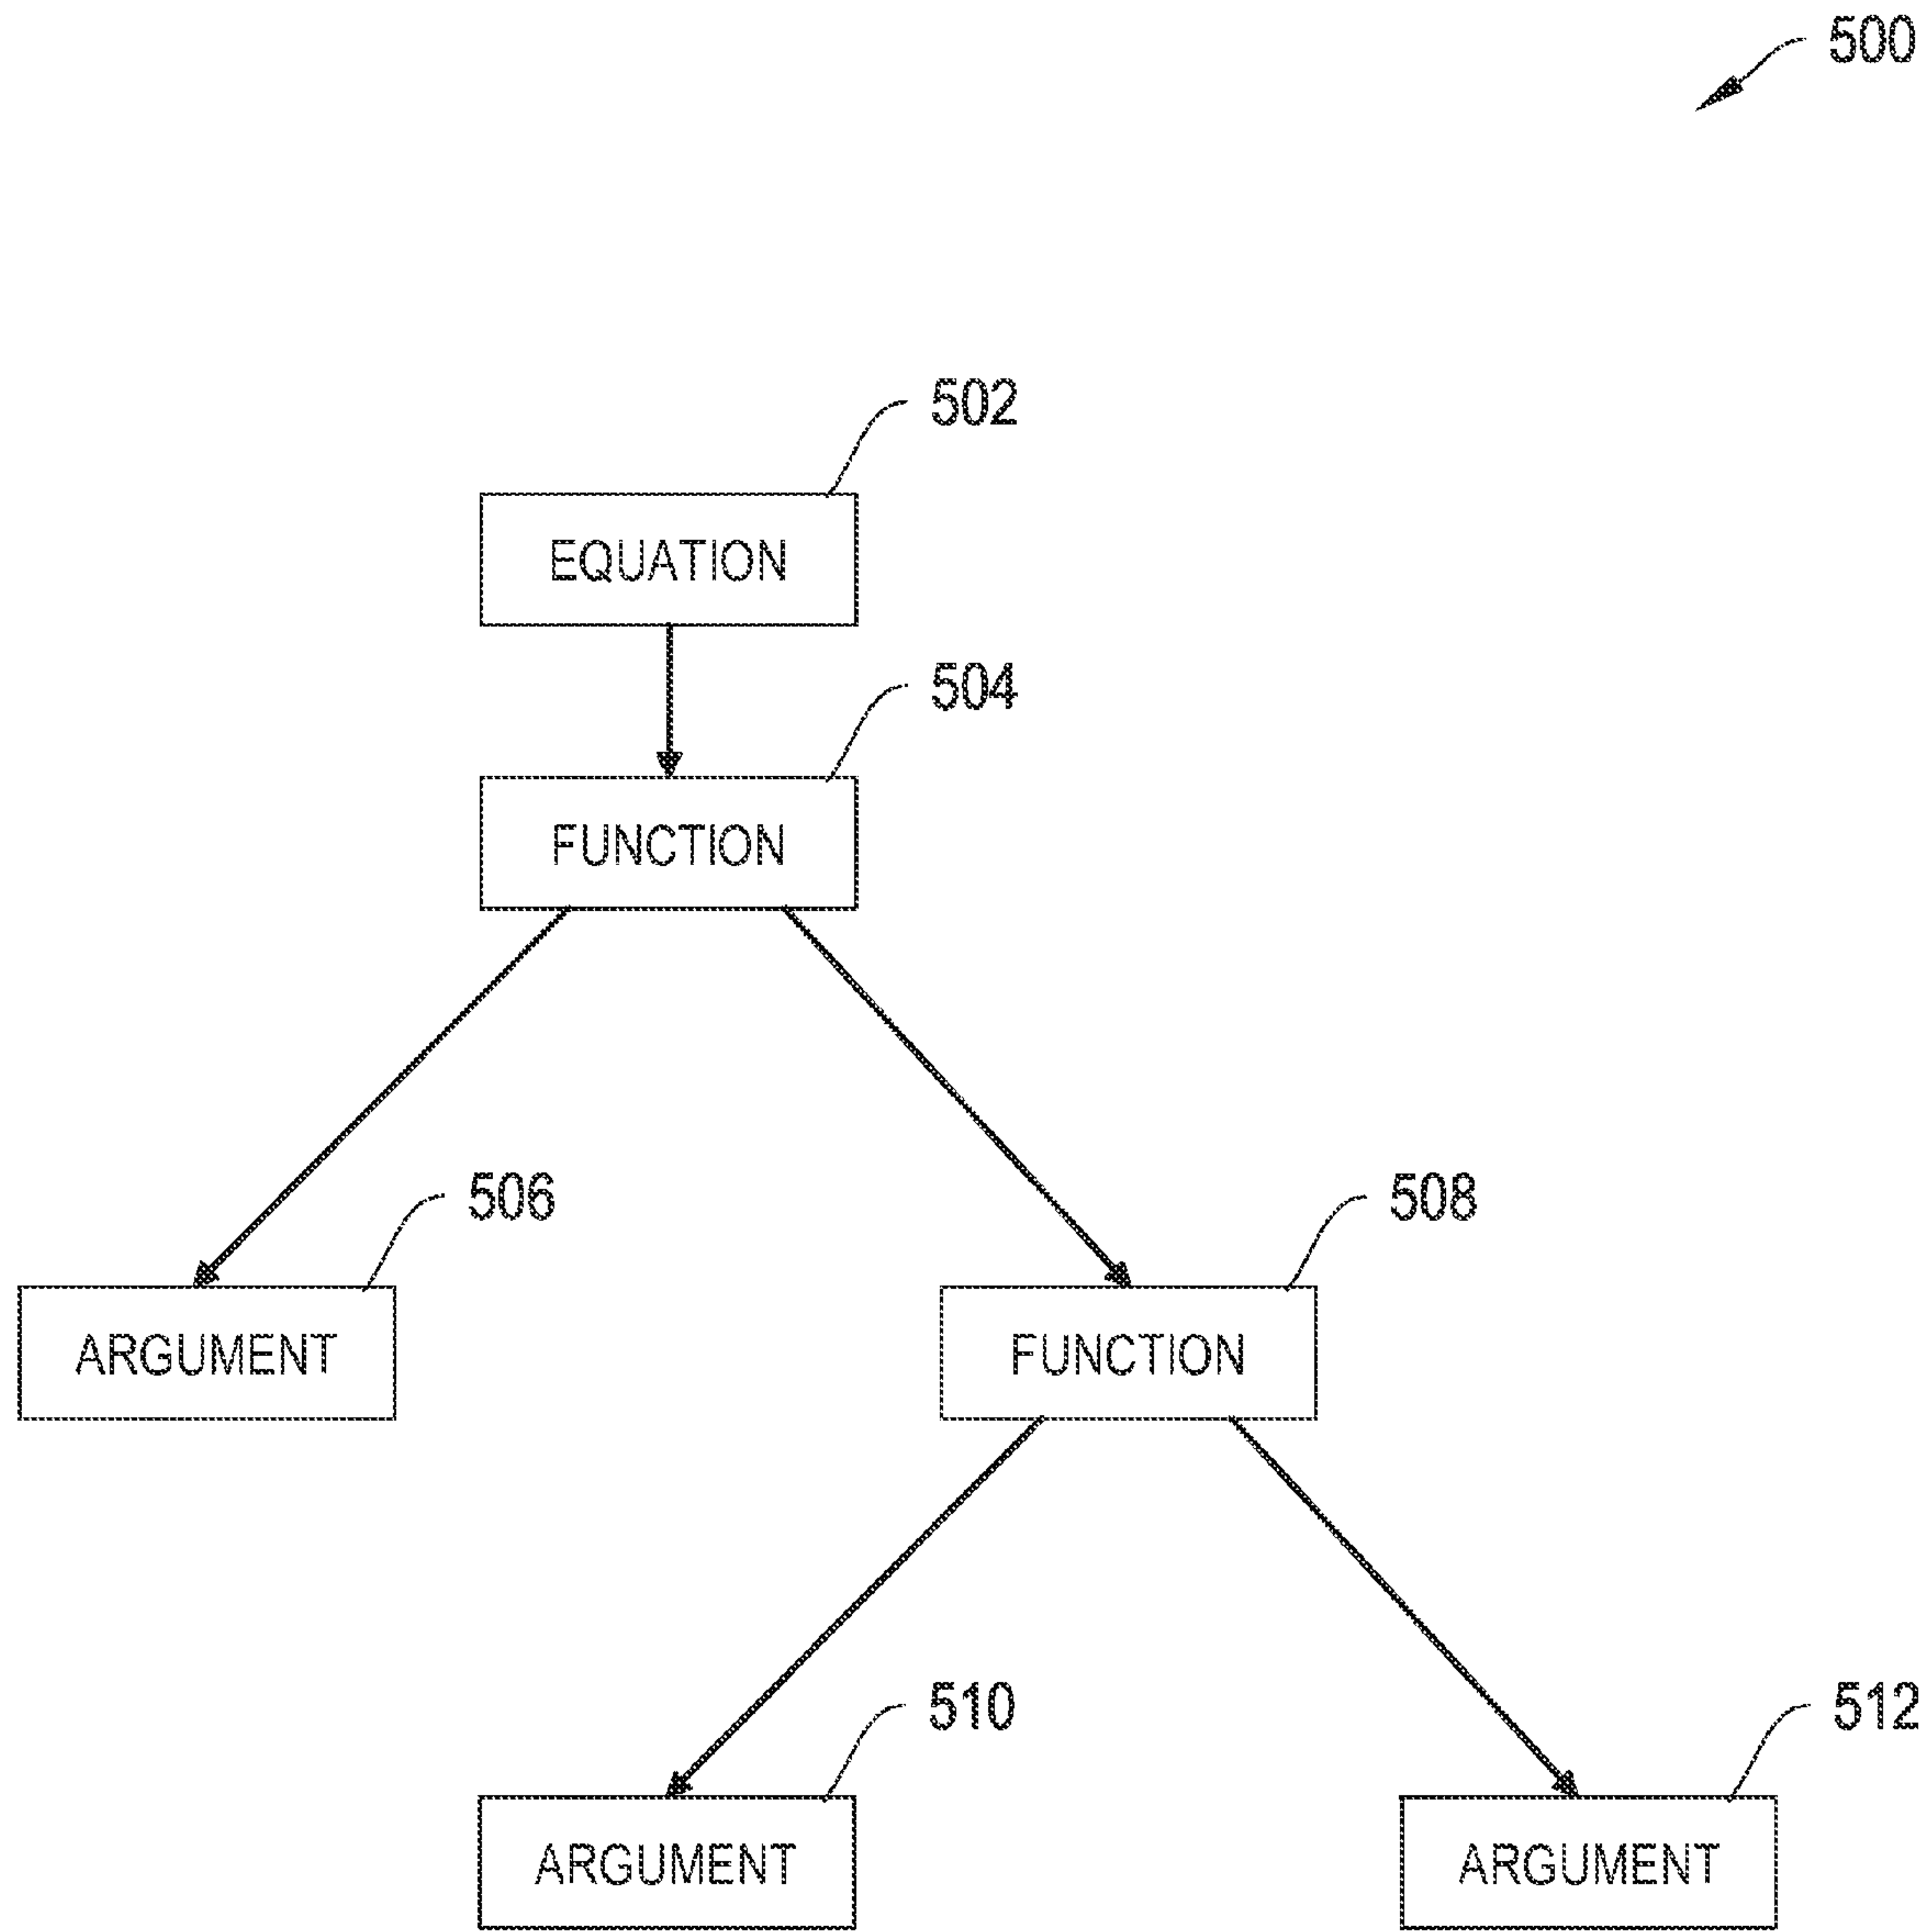 500
502
EQUATION
504
FUNCTION
506
508
ARGUMENT
FUNCTION
510
512
ARGUMENT
ARGUMENT